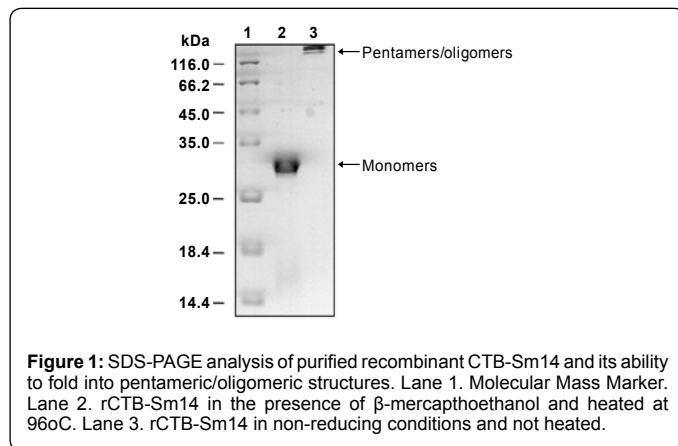 1 2 3
kDa
Pentamers/oligomers
116.0
66.2
45.0
35.0
Monomers
25.0
18.4
14.4
Figure 1: SDS-PAGE analysis of purified recombinant CTB-Sm14 and its ability
to fold into pentameric/oligomeric structures. Lane 1. Molecular Mass Marker.
Lane 2. rCTB-Sm14 in the presence of β-mercapthoethanol and heated at
96oC. Lane 3. rCTB-Sm14 in non-reducing conditions and not heated.